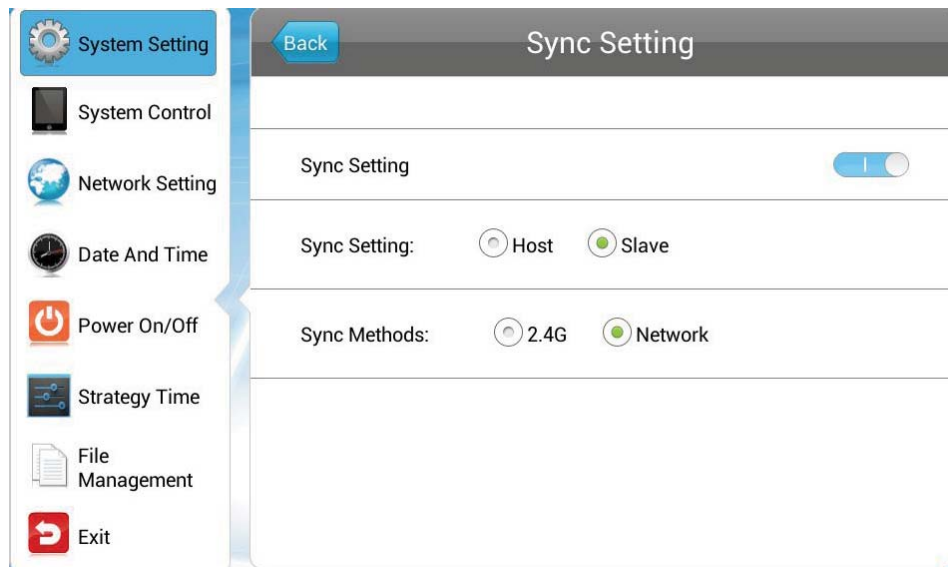 System Setting
System Control
Network Setting
Date And Time
Power On/Off
Strategy Time
File
Management
Exit
Back
Sync Setting
Sync Setting
Sync Setting:
Host
Slave
Sync Methods:
2.4G
Network